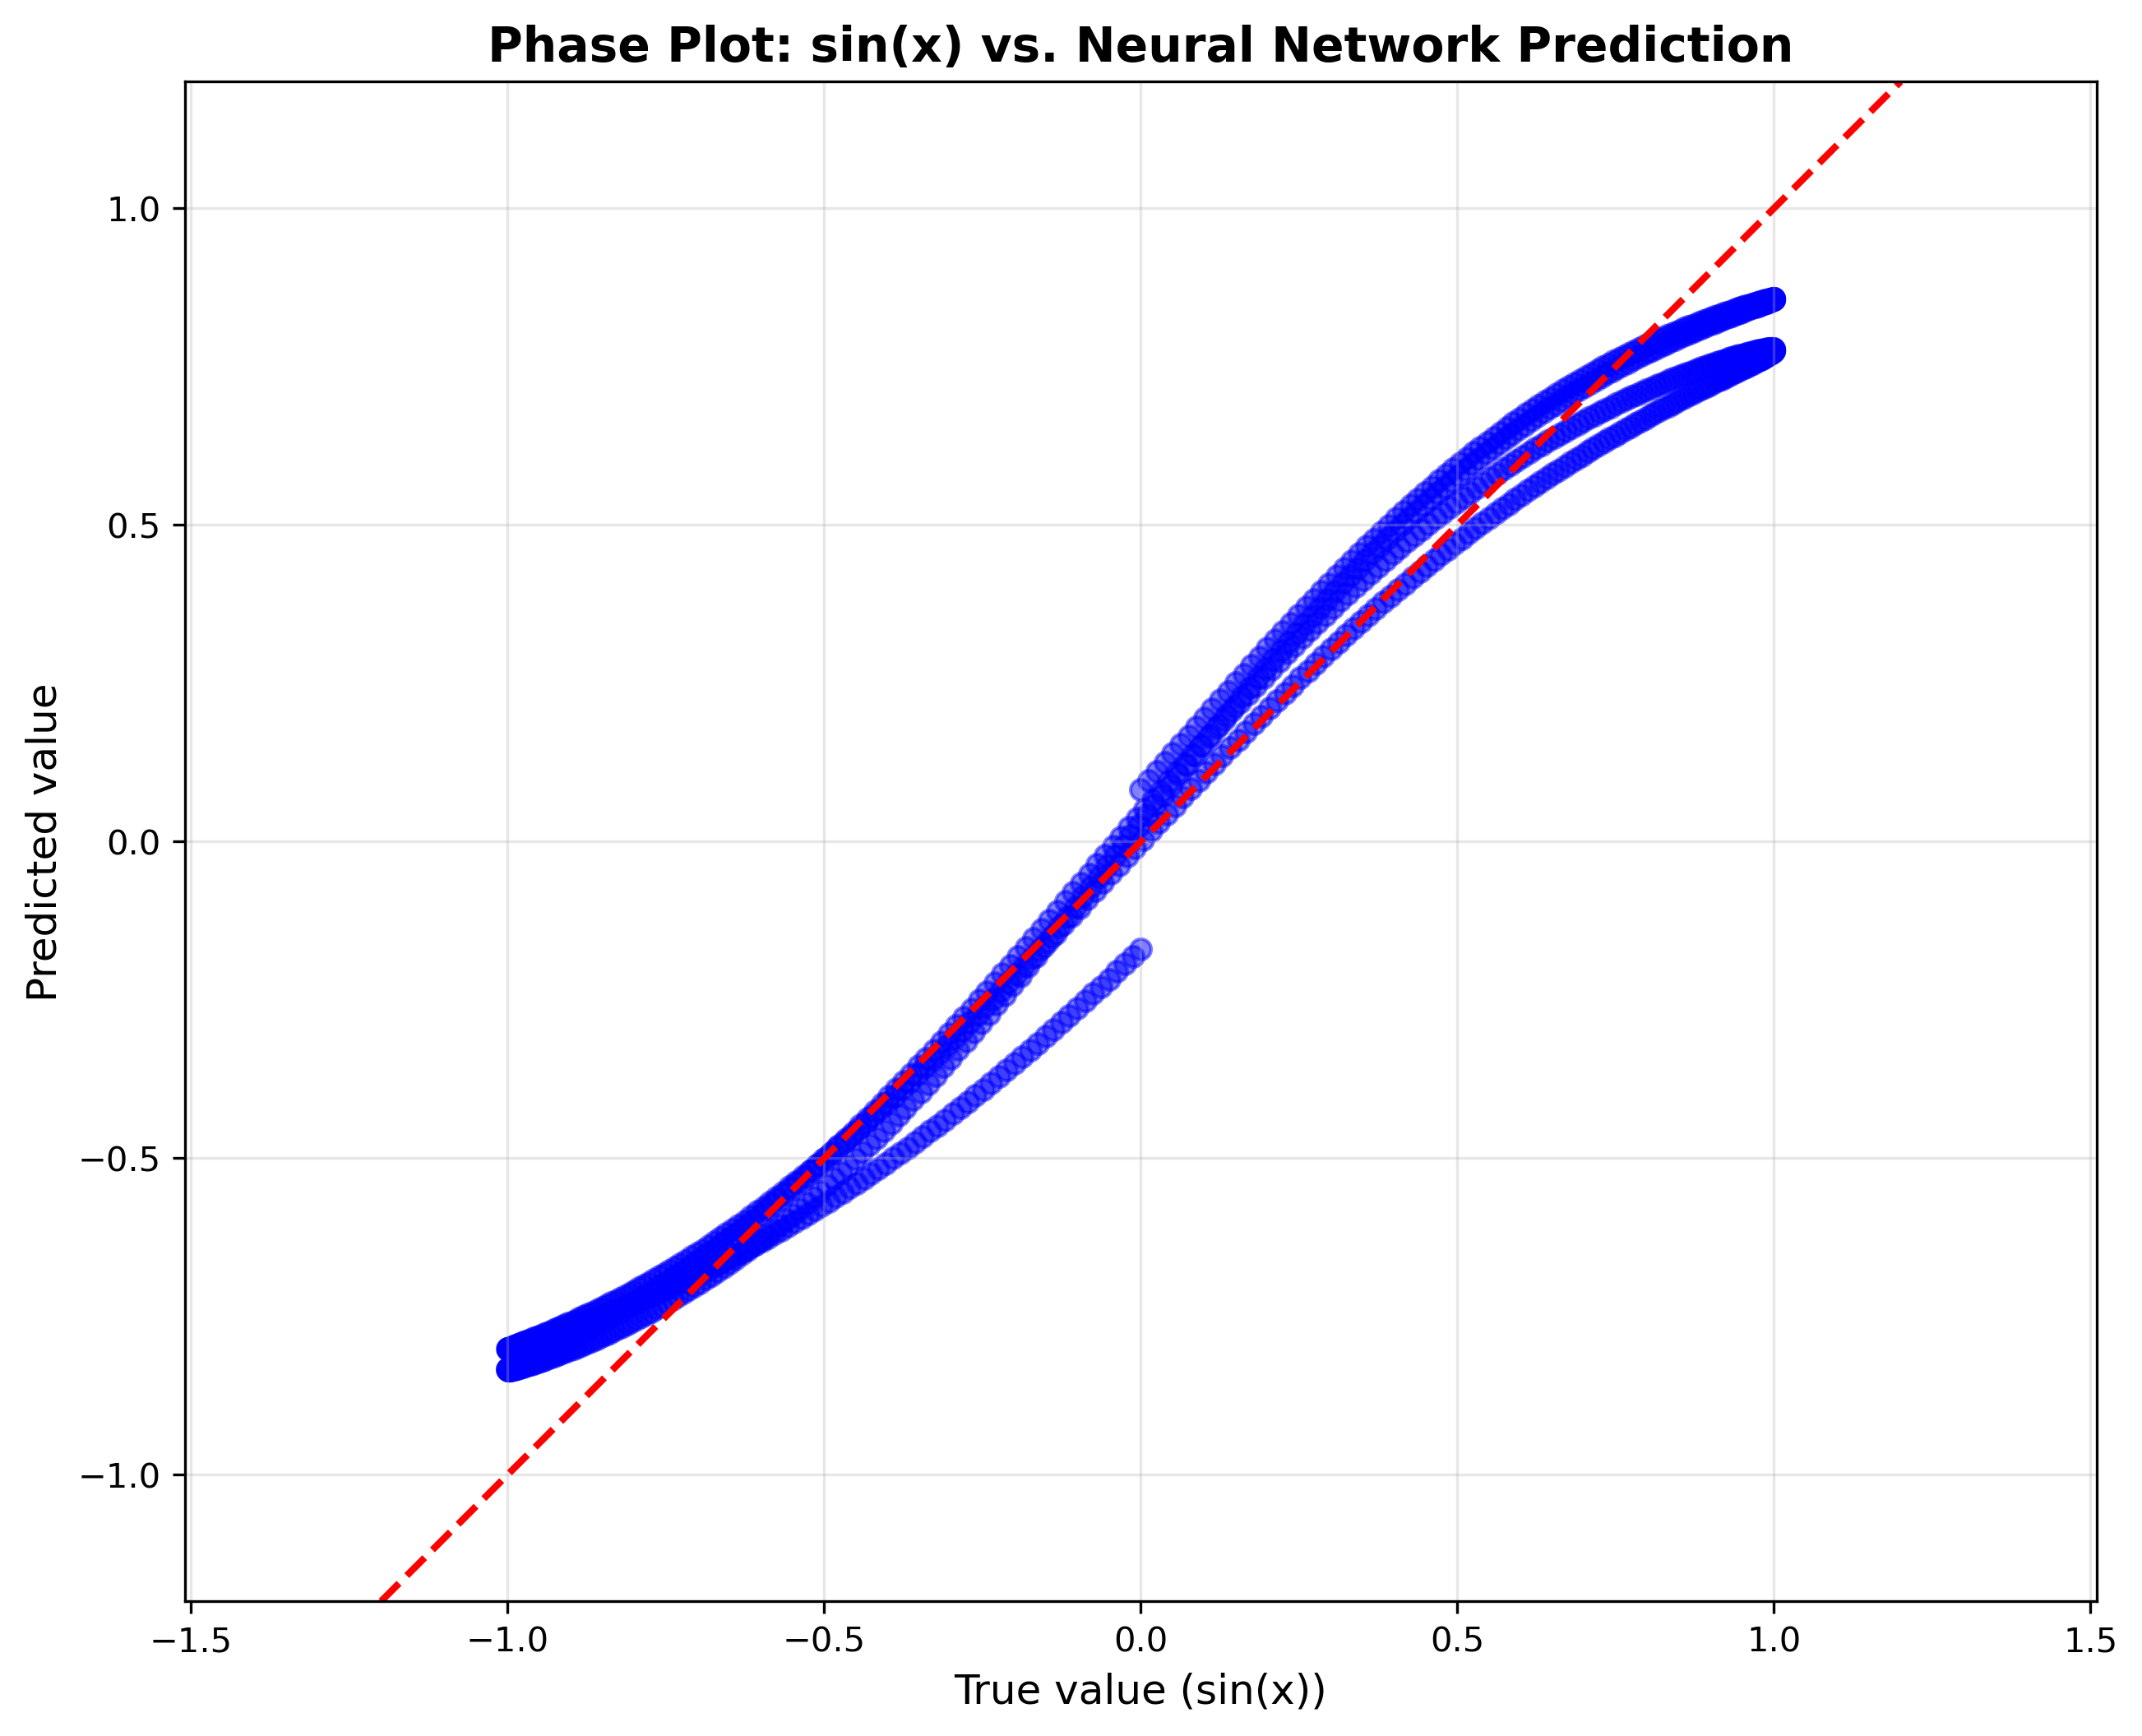 Phase Plot: sin(x) vs. Neural Network Prediction
Predicted value
1.0
0.5
0.0
−0.5
−1.0
−1.5 −1.0 −0.5 0.0 0.5 1.0 1.5
True value (sin(x))